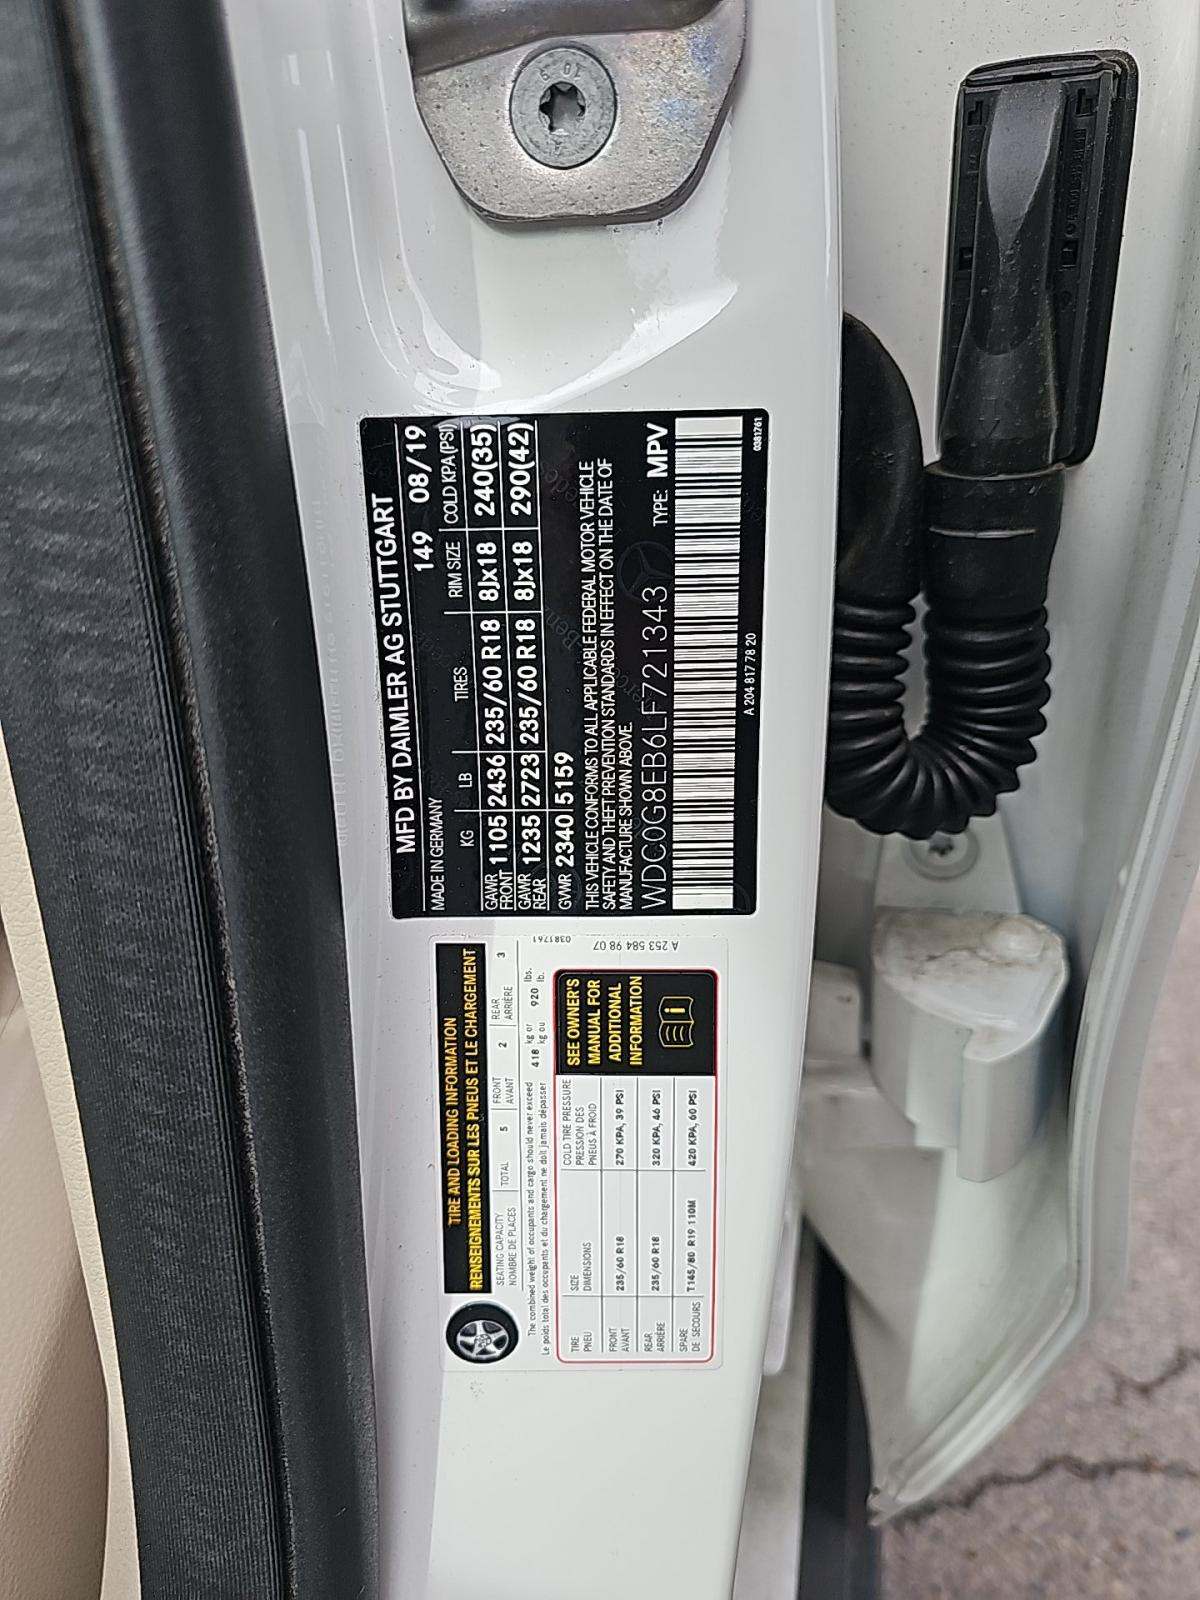 10.9
MFD BY DAIMLER AG STUTTGART
MADE IN GERMANY 149 08/19
KG LB TIRES RIM SIZE COLD KPA(PSI)
GAWR FRONT 1105 2436 235/60 R18 8Jx18 240(35)
GAWR REAR 1235 2723 235/60 R18 8Jx18 290(42)
GVWR 2340 5159
THIS VEHICLE CONFORMS TO ALL APPLICABLE FEDERAL MOTOR VEHICLE
SAFETY AND THEFT PREVENTION STANDARDS IN EFFECT ON THE DATE OF
MANUFACTURE SHOWN ABOVE.
WDC0G8EB6LF721343 TYPE: MPV
A 204 817 78 20 0381761
TIRE AND LOADING INFORMATION
RENSEIGNEMENTS SUR LES PNEUS ET LE CHARGEMENT
SEATING CAPACITY TOTAL 5 FRONT 2 REAR 3
NOMBRE DE PLACES AVANT ARRIÈRE
The combined weight of occupants and cargo should never exceed 418 kg or 920 lbs.
Le poids total des occupants et du chargement ne doit jamais dépasser kg ou lb.
TIRE SIZE COLD TIRE PRESSURE
PNEU DIMENSIONS PRESSION DES PNEUS À FROID
FRONT AVANT 235/60 R18 270 KPA, 39 PSI
REAR ARRIÈRE 235/60 R18 320 KPA, 46 PSI
SPARE DE SECOURS T145/80 R19 110M 420 KPA, 60 PSI
SEE OWNER'S
MANUAL FOR
ADDITIONAL
INFORMATION
0381761
A 253 584 98 07